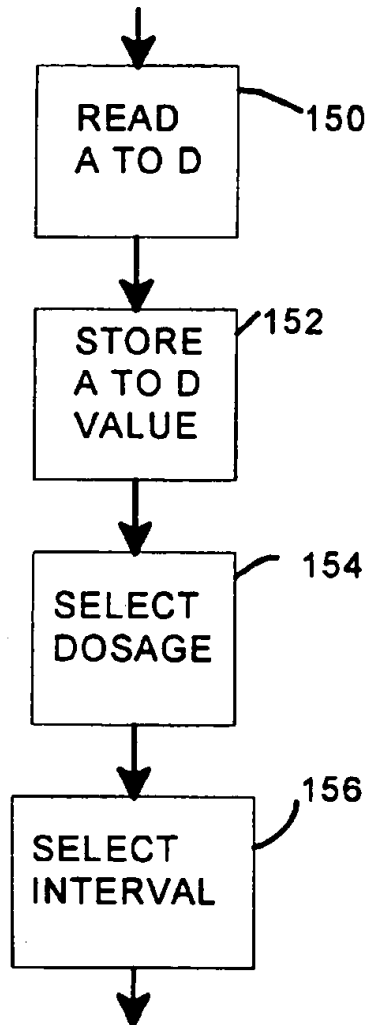 READ
A TO D
150
STORE
A TO D
VALUE
152
SELECT
DOSAGE
154
SELECT
INTERVAL
156